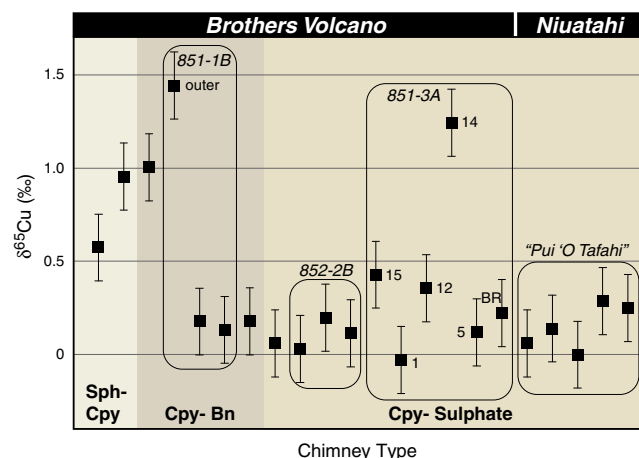 Brothers Volcano Niuatahi
851-1B
outer
851-3A
14
"Pui 'O Tafahi"
852-2B
15
12
BR
5
1
1.5
1.0
0.5
0
δ65Cu (‰)
Sph-
Cpy
Cpy- Bn
Cpy- Sulphate
Chimney Type